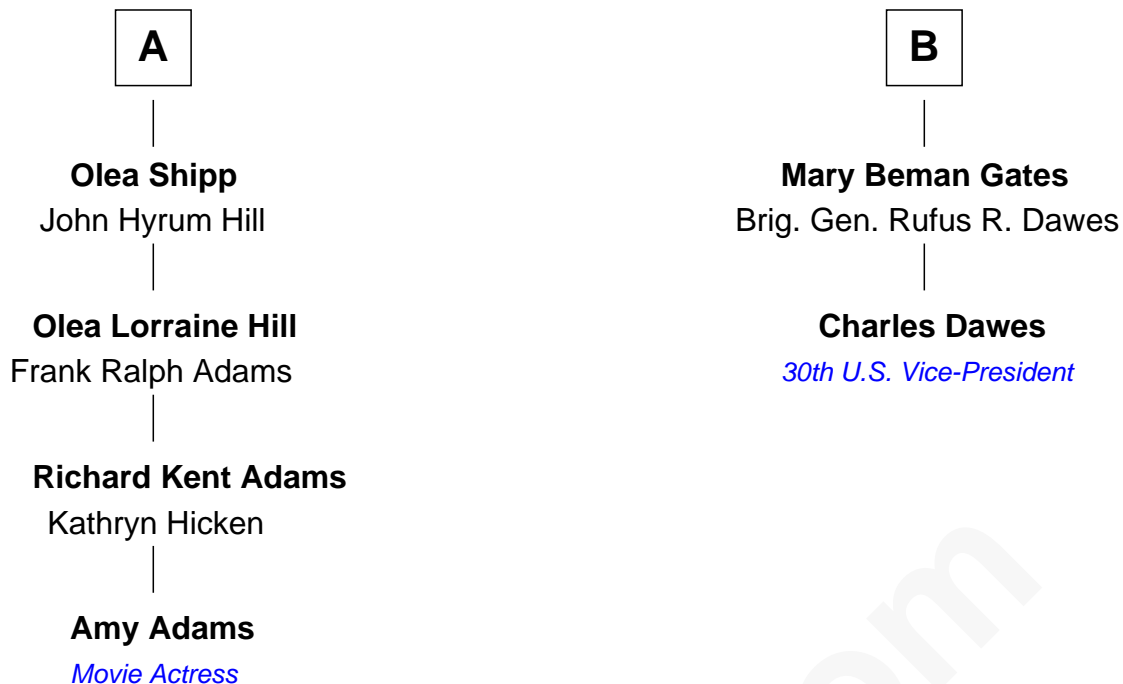 A
Olea Shipp
John Hyrum Hill
Olea Lorraine Hill
Frank Ralph Adams
Richard Kent Adams
Kathryn Hicken
Amy Adams
Movie Actress
B
Mary Beman Gates
Brig. Gen. Rufus R. Dawes
Charles Dawes
30th U.S. Vice-President
om